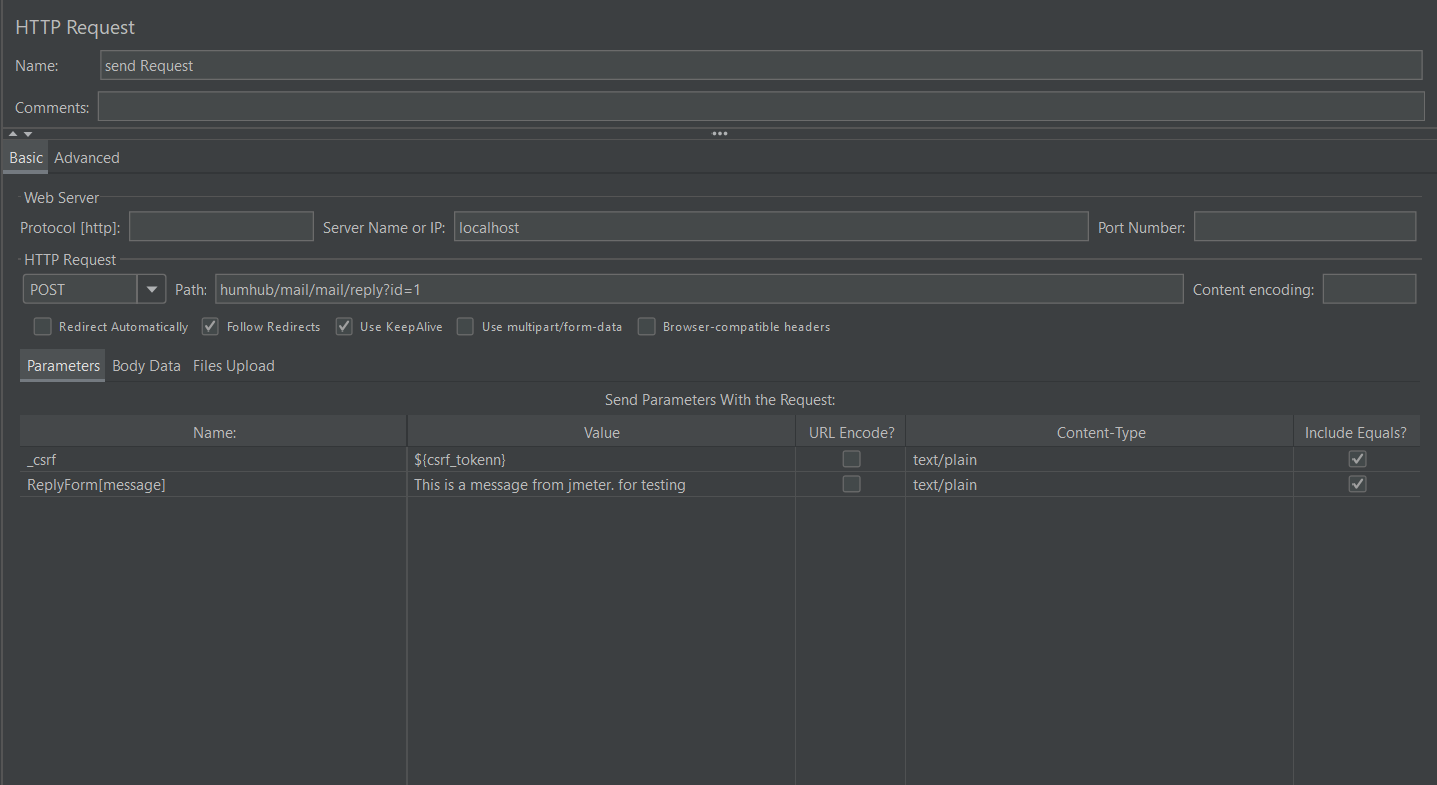 HTTP Request
Name: send Request
Comments:
Basic Advanced
Web Server
Protocol [http]: Server Name or IP: localhost Port Number:
HTTP Request
POST Path: humhub/mail/mail/reply?id=1 Content encoding:
Redirect Automatically Follow Redirects Use KeepAlive Use multipart/form-data Browser-compatible headers
Parameters Body Data Files Upload
Send Parameters With the Request:
Name: Value URL Encode? Content-Type Include Equals?
_csrf ${csrf_tokenn} text/plain
ReplyForm[message] This is a message from jmeter. for testing text/plain